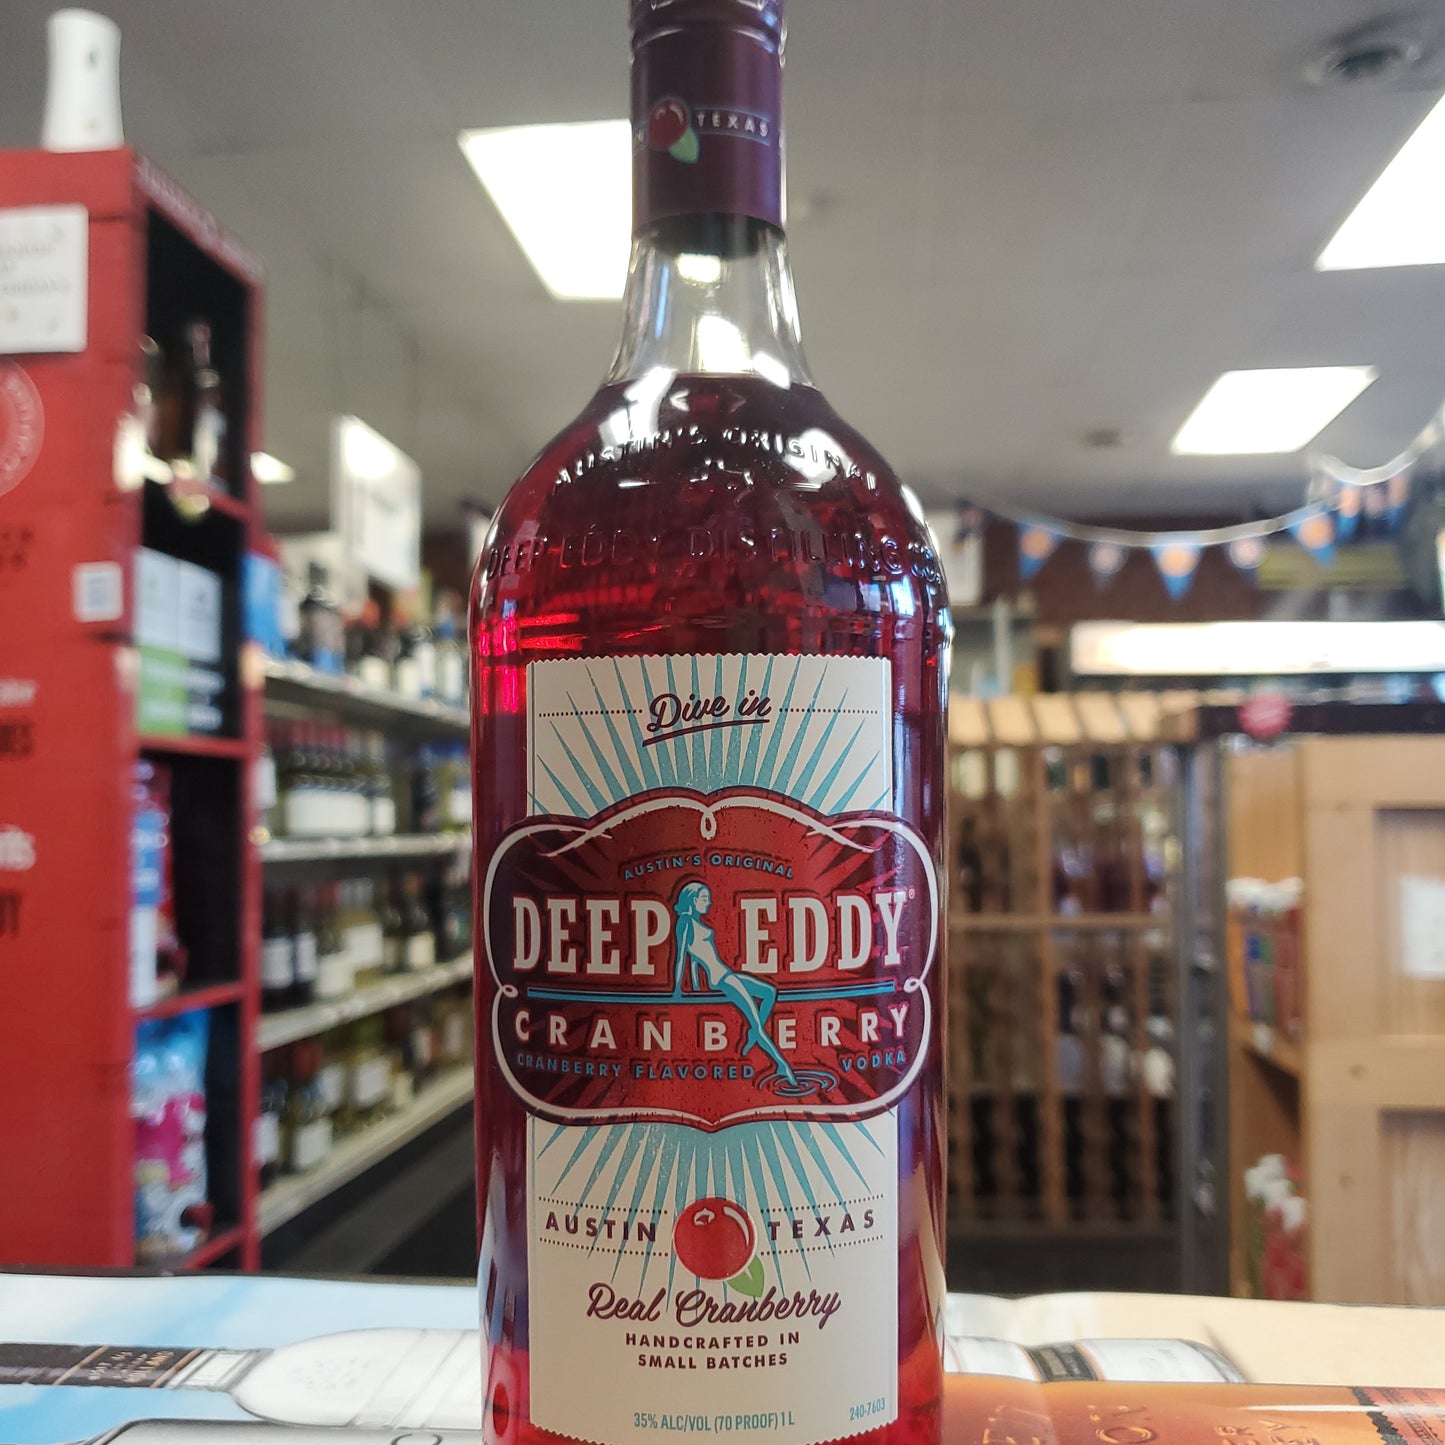 TEXAS
AUSTIN'S ORIGINAL
DEEP EDDY DISTILLING CO.
Dive in
AUSTIN'S ORIGINAL
DEEP EDDY®
CRANBERRY
CRANBERRY FLAVORED VODKA
AUSTIN TEXAS
Real Cranberry
HANDCRAFTED IN
SMALL BATCHES
35% ALC/VOL (70 PROOF) 1 L
240-7603